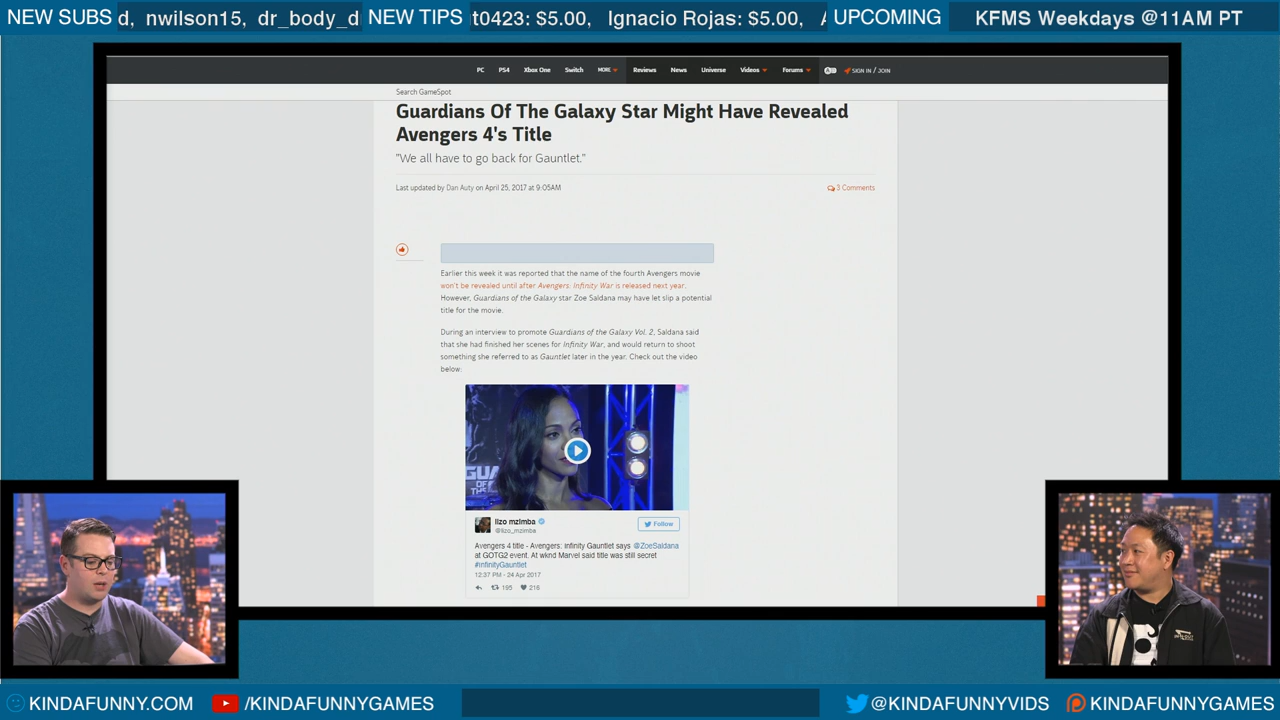 NEW SUBS d, nwilson15, dr_body_d NEW TIPS t0423: $5.00, Ignacio Rojas: $5.00, UPCOMING KFMS Weekdays @11AM PT
PC PS4 Xbox One Switch MORE Reviews News Universe Videos Forums SIGN IN / JOIN
Search GameSpot
Guardians Of The Galaxy Star Might Have Revealed
Avengers 4's Title
"We all have to go back for Gauntlet."
Last updated by Dan Auty on April 25, 2017 at 9:05AM
3 Comments
Earlier this week it was reported that the name of the fourth Avengers movie
won't be revealed until after Avengers: Infinity War is released next year.
However, Guardians of the Galaxy star Zoe Saldana may have let slip a potential
title for the movie.
During an interview to promote Guardians of the Galaxy Vol. 2, Saldana said
that she had finished her scenes for Infinity War, and would return to shoot
something she referred to as Gauntlet later in the year. Check out the video
below:
GUA
OF
THS
lizo mzimba
@lizo_mzimba
Follow
Avengers 4 title - Avengers: infinity Gauntlet says @ZoeSaldana
at GOTG2 event. At wknd Marvel said title was still secret
#infinityGauntlet
12:37 PM - 24 Apr 2017
195 216
IN-N-OUT
KINDAFUNNY.COM /KINDAFUNNYGAMES @KINDAFUNNYVIDS KINDAFUNNYGAMES